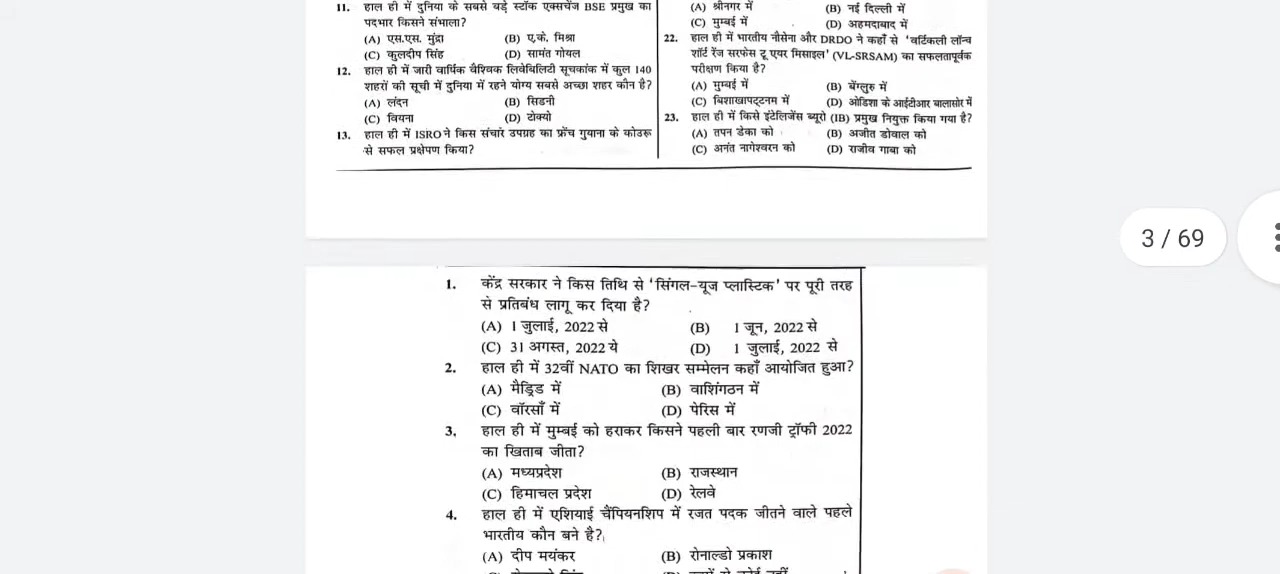 11. हाल ही में दुनिया के सबसे बड़े स्टॉक एक्सचेंज BSE प्रमुख का
पदभार किसने संभाला?
(A) एस.एस. मुंद्रा (B) ए.के. मिश्रा
(C) कुलदीप सिंह (D) सामंत गोयल
12. हाल ही में जारी वार्षिक वैश्विक लिवेबिलिटी सूचकांक में कुल 140
शहरों की सूची में दुनिया में रहने योग्य सबसे अच्छा शहर कौन है?
(A) लंदन (B) सिडनी
(C) वियना (D) टोक्यो
13. हाल ही में ISRO ने किस संचार उपग्रह का फ्रेंच गुयाना के कोउरू
से सफल प्रक्षेपण किया?
(A) श्रीनगर में (B) नई दिल्ली में
(C) मुम्बई में (D) अहमदाबाद में
22. हाल ही में भारतीय नौसेना और DRDO ने कहाँ से 'वर्टिकली लॉन्च
शॉर्ट रेंज सरफेस टू एयर मिसाइल' (VL-SRSAM) का सफलतापूर्वक
परीक्षण किया है?
(A) मुम्बई में (B) बेंग्लुरु में
(C) विशाखापट्टनम में (D) ओडिशा के आईटीआर बालासोर में
23. हाल ही में किसे इंटेलिजेंस ब्यूरो (IB) प्रमुख नियुक्त किया गया है?
(A) तपन डेका को (B) अजीत डोवाल को
(C) अनंत नागेश्वरन को (D) राजीव गाबा को
3 / 69
1. केंद्र सरकार ने किस तिथि से 'सिंगल-यूज प्लास्टिक' पर पूरी तरह
से प्रतिबंध लागू कर दिया है?
(A) 1 जुलाई, 2022 से (B) 1 जून, 2022 से
(C) 31 अगस्त, 2022 ये (D) 1 जुलाई, 2022 से
2. हाल ही में 32वीं NATO का शिखर सम्मेलन कहाँ आयोजित हुआ?
(A) मैड्रिड में (B) वाशिंगठन में
(C) वॉरसाँ में (D) पेरिस में
3, हाल ही में मुम्बई को हराकर किसने पहली बार रणजी ट्रॉफी 2022
का खिताब जीता?
(A) मध्यप्रदेश (B) राजस्थान
(C) हिमाचल प्रदेश (D) रेलवे
4. हाल ही में एशियाई चैंपियनशिप में रजत पदक जीतने वाले पहले
भारतीय कौन बने है?
(A) दीप मयंकर (B) रोनाल्डो प्रकाश